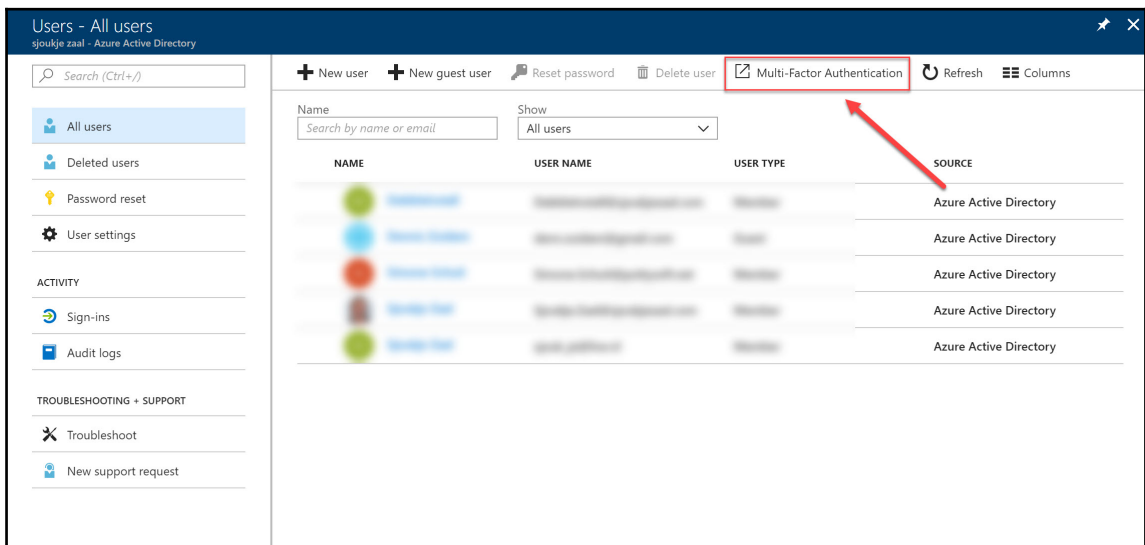 Users - All users
sjoukje zaal - Azure Active Directory
Search (Ctrl+/)
All users
Deleted users
Password reset
User settings
ACTIVITY
Sign-ins
Audit logs
TROUBLESHOOTING + SUPPORT
Troubleshoot
New support request
New user New guest user Reset password Delete user Multi-Factor Authentication Refresh Columns
Name Show
Search by name or email All users
NAME USER NAME USER TYPE SOURCE
Azure Active Directory
Azure Active Directory
Azure Active Directory
Azure Active Directory
Azure Active Directory